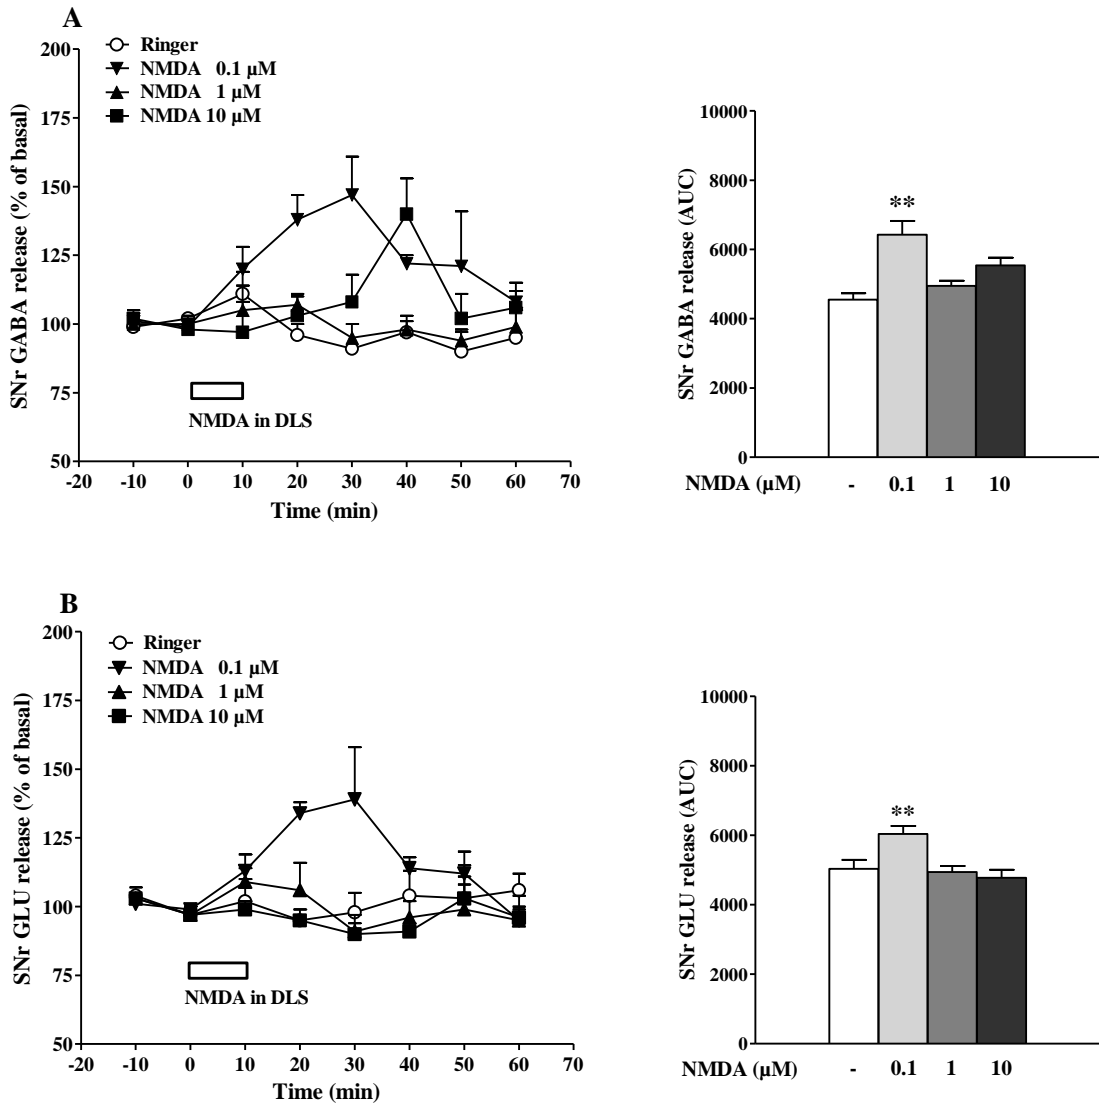 A
Ringer
NMDA 0.1 µM
NMDA 1 µM
NMDA 10 µM
SNr GABA release (% of basal)
200
175
150
125
100
75
50
NMDA in DLS
-20 -10 0 10 20 30 40 50 60 70
Time (min)
SNr GABA release (AUC)
10000
8000
6000
4000
2000
0
**
NMDA (µM) - 0.1 1 10
B
Ringer
NMDA 0.1 µM
NMDA 1 µM
NMDA 10 µM
SNr GLU release (% of basal)
200
175
150
125
100
75
50
NMDA in DLS
-20 -10 0 10 20 30 40 50 60 70
Time (min)
SNr GLU release (AUC)
10000
8000
6000
4000
2000
0
**
NMDA (µM) - 0.1 1 10